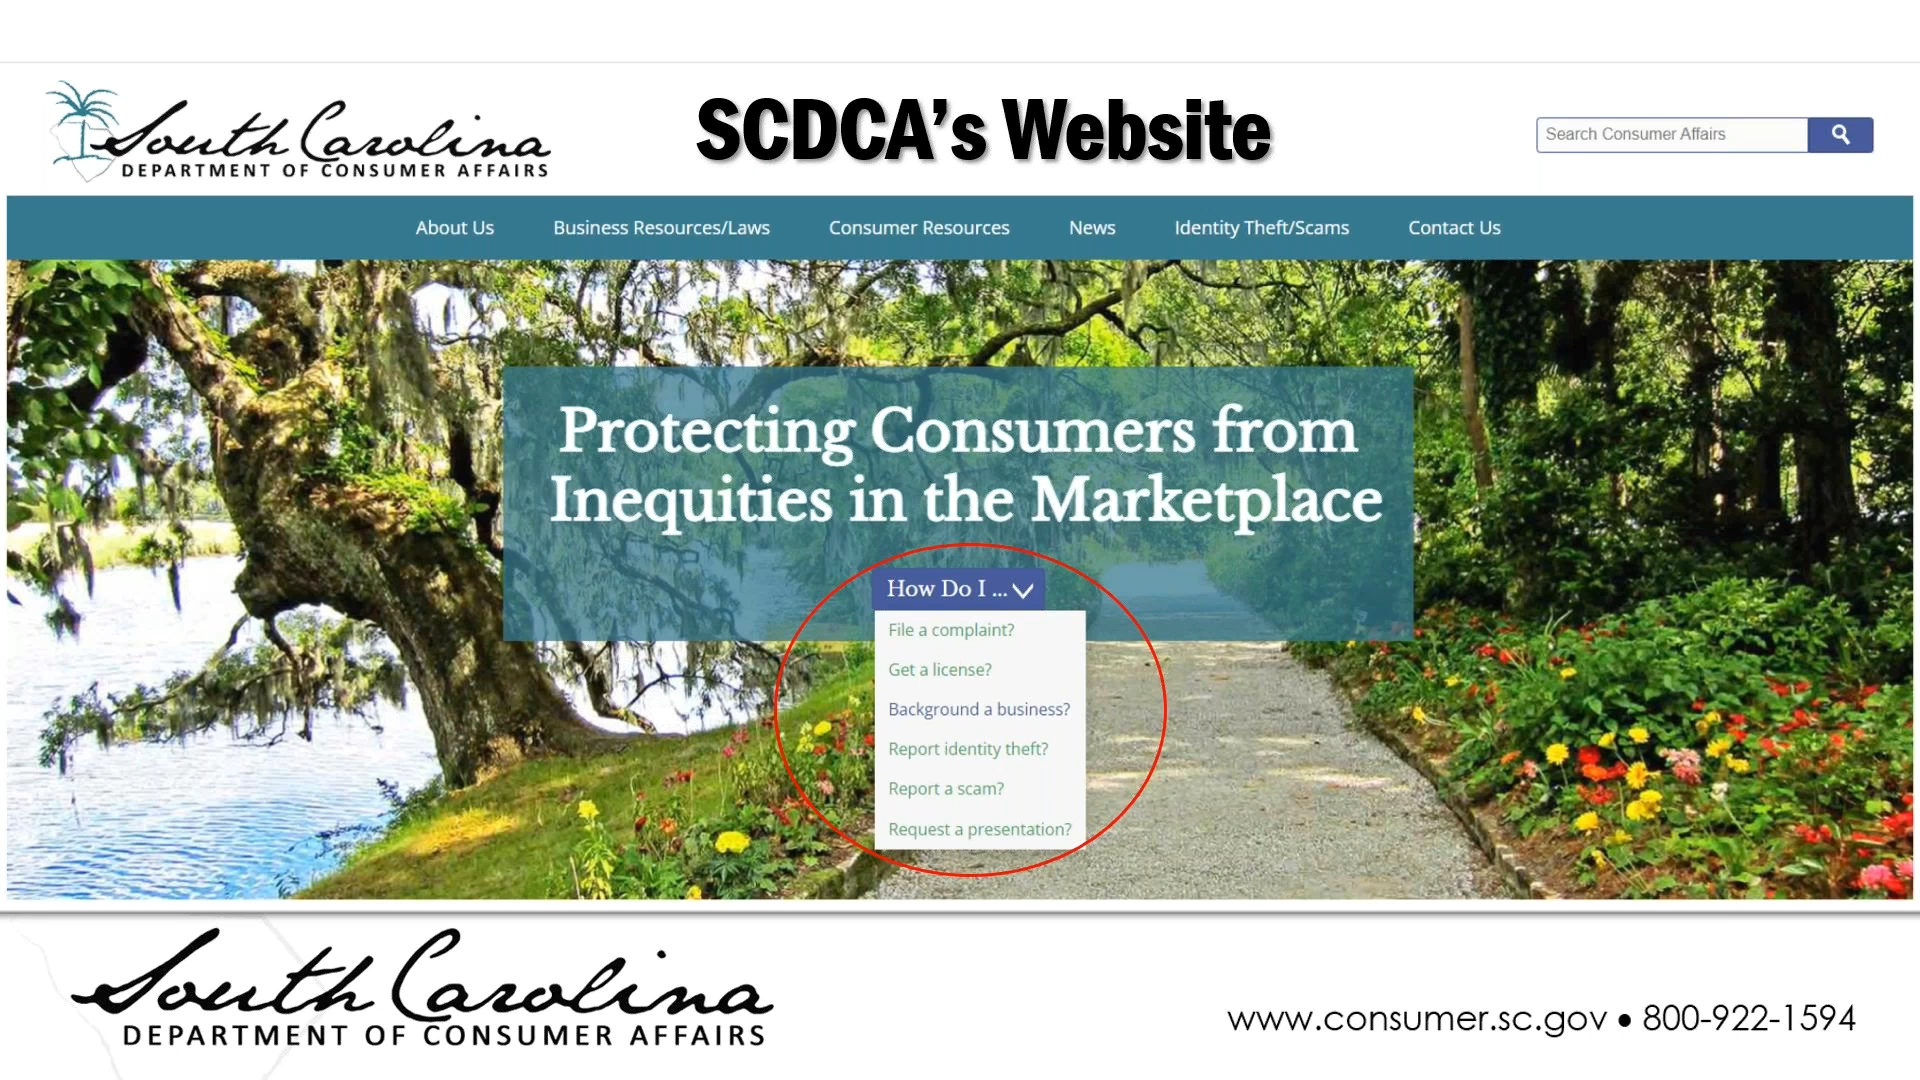 South Carolina
DEPARTMENT OF CONSUMER AFFAIRS
SCDCA's Website
Search Consumer Affairs
About Us
Business Resources/Laws
Consumer Resources
News
Identity Theft/Scams
Contact Us
Protecting Consumers from
Inequities in the Marketplace
How Do I ...
File a complaint?
Get a license?
Background a business?
Report identity theft?
Report a scam?
Request a presentation?
South Carolina
DEPARTMENT OF CONSUMER AFFAIRS
www.consumer.sc.gov • 800-922-1594